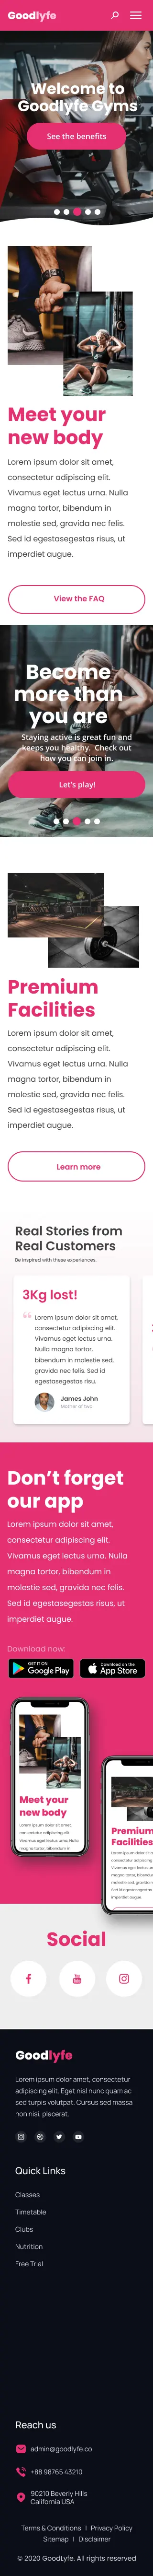 Goodlyfe
Welcome to
Goodlyfe Gyms
See the benefits
Meet your
new body
Lorem ipsum dolor sit amet,
consectetur adipiscing elit.
Vivamus eget lectus urna. Nulla
magna tortor, bibendum in
molestie sed, gravida nec felis.
Sed id egestasegestas risus, ut
imperdiet augue.
View the FAQ
Become
more than
you are
Staying active is great fun and
keeps you healthy. Check out
how you can join in.
Let's play!
Premium
Facilities
Lorem ipsum dolor sit amet,
consectetur adipiscing elit.
Vivamus eget lectus urna. Nulla
magna tortor, bibendum in
molestie sed, gravida nec felis.
Sed id egestasegestas risus, ut
imperdiet augue.
Learn more
Real Stories from
Real Customers
Be inspired with these experiences.
3Kg lost!
“ Lorem ipsum dolor sit amet,
consectetur adipiscing elit.
Vivamus eget lectus urna.
Nulla magna tortor,
bibendum in molestie sed,
gravida nec felis. Sed id
egestasegestas risu.
James John
Mother of two
Don’t forget
our app
Lorem ipsum dolor sit amet,
consectetur adipiscing elit.
Vivamus eget lectus urna. Nulla
magna tortor, bibendum in
molestie sed, gravida nec felis.
Sed id egestasegestas risus, ut
imperdiet augue.
Download now:
GET IT ON
Google Play
Download on the
App Store
Meet your
new body
Lorem ipsum dolor sit amet,
consectetur adipiscing elit.
Vivamus eget lectus urna. Nulla
magna tortor, bibendum in
molestie sed, gravida nec felis.
Sed id egestasegestas risus, ut
imperdiet augue.
Premium
Facilities
Lorem ipsum dolor sit a
consectetur adipiscing e
Vivamus eget lectus ur
magna tortor, bibendum
molestie sed, gravida n
Sed id egestasegestas
imperdiet augue.
Social
You
Goodlyfe
Lorem ipsum dolor amet, consectetur
adipiscing elit. Eget nisl nunc quam ac
sed turpis volutpat. Cursus sed massa
non nisi, placerat.
Quick Links
Classes
Timetable
Clubs
Nutrition
Free Trial
Reach us
admin@goodlyfe.co
+88 98765 43210
90210 Beverly Hills
California USA
Terms & Conditions | Privacy Policy
Sitemap | Disclaimer
© 2020 GoodLyfe. All rights reserved